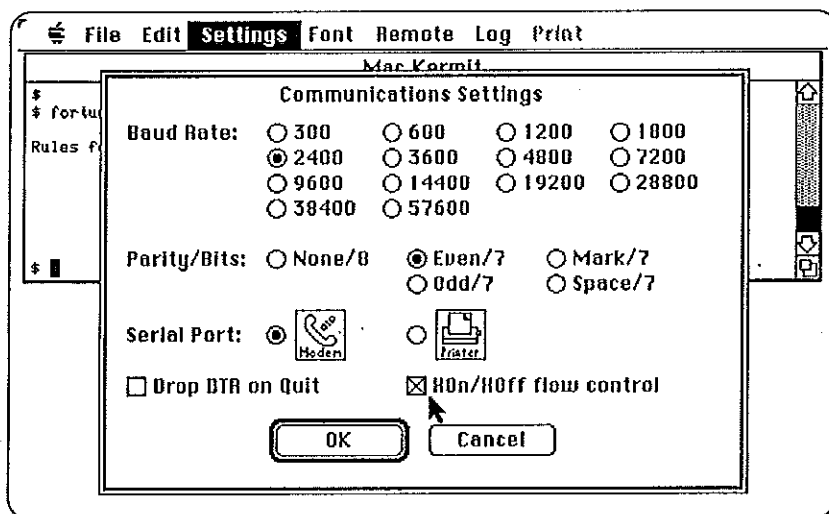 File Edit Settings Font Remote Log Print
Mac Kermit
$
$ fortu
Rules f
$
Communications Settings
Baud Rate: 300 600 1200 1800
2400 3600 4800 7200
9600 14400 19200 28800
38400 57600
Parity/Bits: None/8 Even/7 Mark/7
Odd/7 Space/7
Serial Port: Modem Printer
Drop DTR on Quit XOn/XOff flow control
OK Cancel